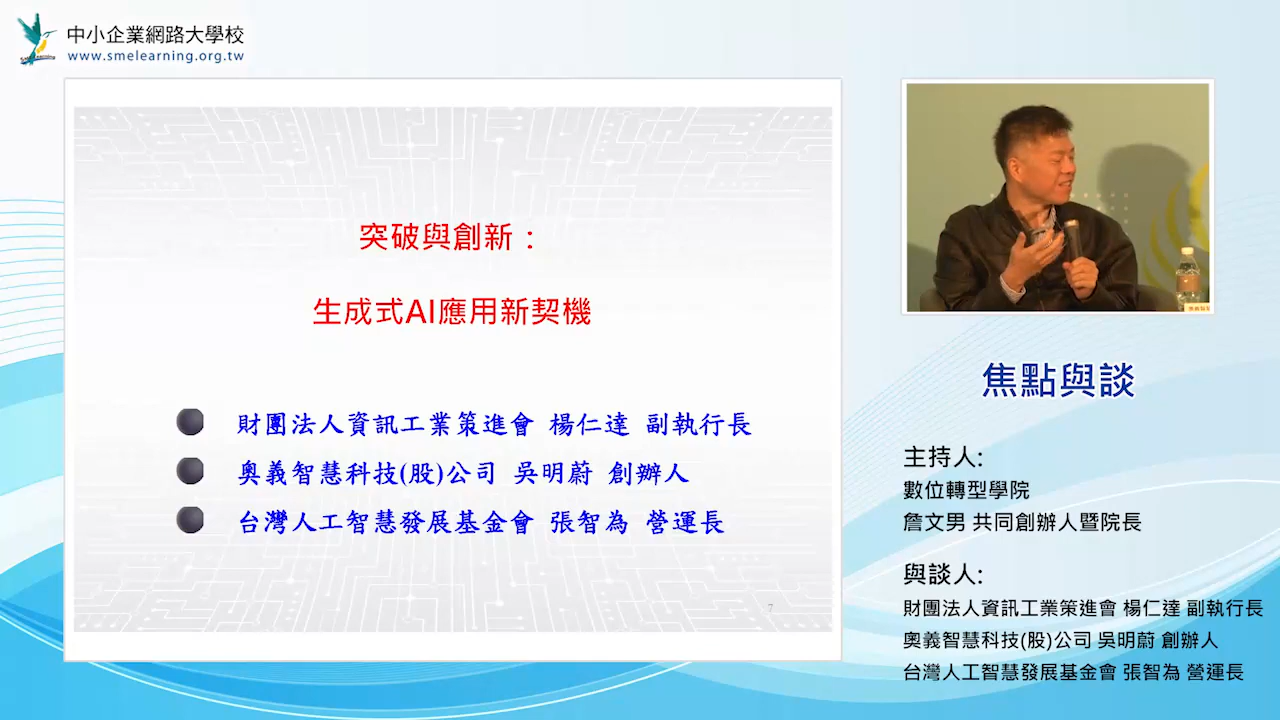 中小企業網路大學校
www.smelearning.org.tw
突破與創新：
生成式AI應用新契機
財團法人資訊工業策進會 楊仁達 副執行長
奧義智慧科技(股)公司 吳明蔚 創辦人
台灣人工智慧發展基金會 張智為 營運長
7
焦點與談
主持人:
數位轉型學院
詹文男 共同創辦人暨院長
與談人:
財團法人資訊工業策進會 楊仁達 副執行長
奧義智慧科技(股)公司 吳明蔚 創辦人
台灣人工智慧發展基金會 張智為 營運長